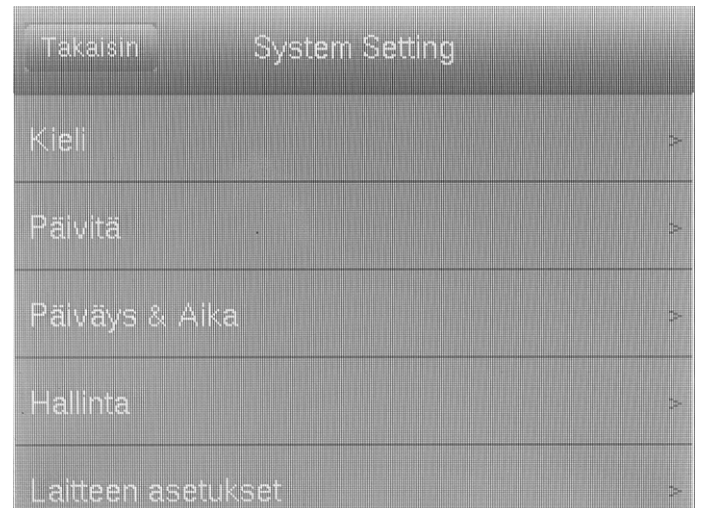 Takaisin System Setting
Kieli >
Päivitä >
Päiväys & Aika >
Hallinta >
Laitteen asetukset >